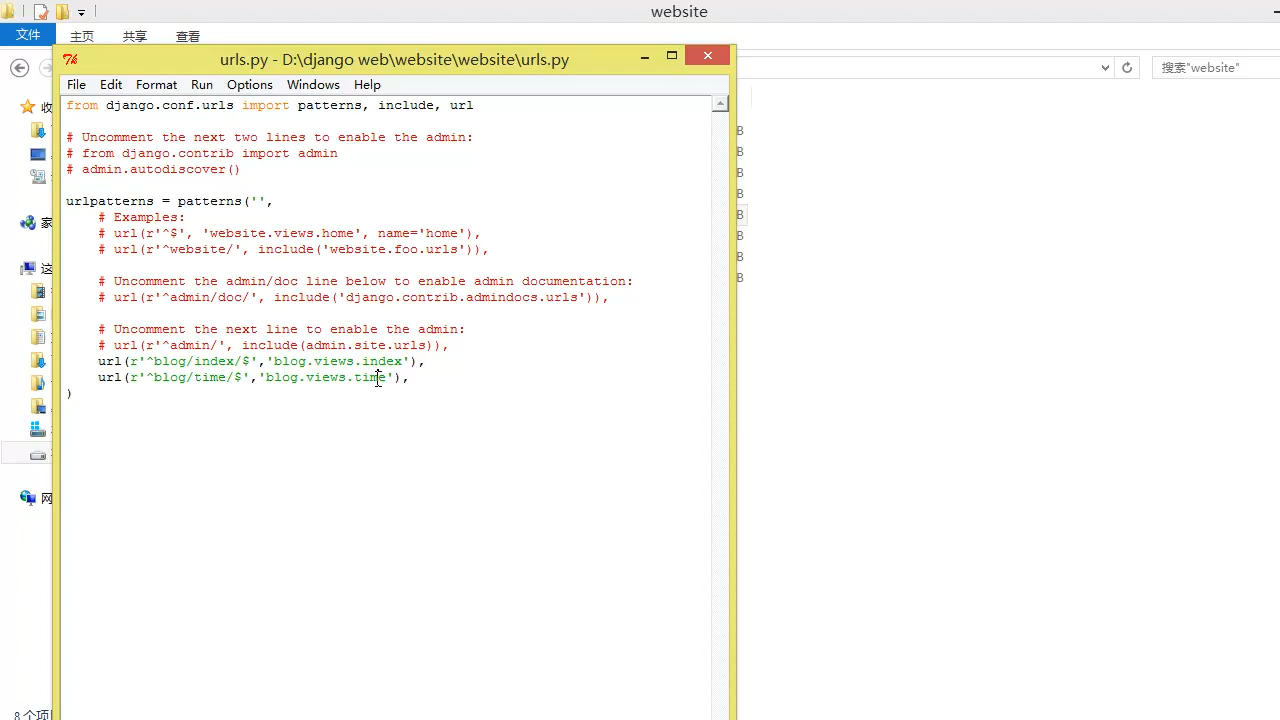 website
文件 主页 共享 查看
urls.py - D:\django web\website\website\urls.py
搜索"website"
File Edit Format Run Options Windows Help
from django.conf.urls import patterns, include, url
# Uncomment the next two lines to enable the admin:
# from django.contrib import admin
# admin.autodiscover()
urlpatterns = patterns('',
# Examples:
# url(r'^$', 'website.views.home', name='home'),
# url(r'^website/', include('website.foo.urls')),
# Uncomment the admin/doc line below to enable admin documentation:
# url(r'^admin/doc/', include('django.contrib.admindocs.urls')),
# Uncomment the next line to enable the admin:
# url(r'^admin/', include(admin.site.urls)),
url(r'^blog/index/$','blog.views.index'),
url(r'^blog/time/$','blog.views.time'),
)
收
家
这
网
B
B
B
B
B
B
B
B
8 个项